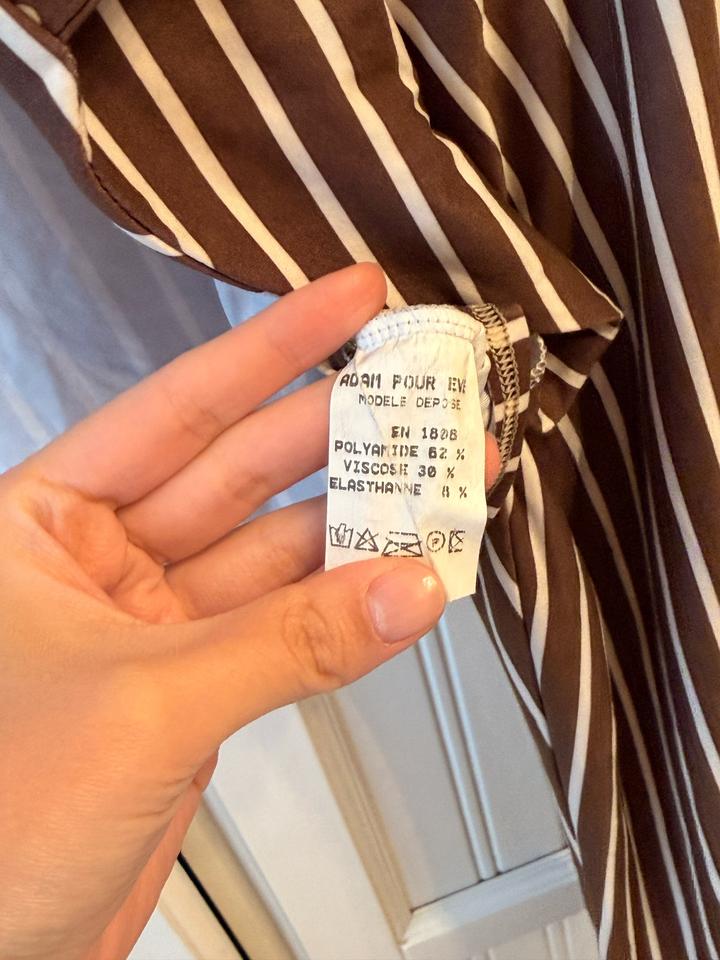 ADAM POUR EVE
MODELE DEPOSE
EN 1808
POLYAMIDE 62 %
VISCOSE 30 %
ELASTHANNE 8 %
P